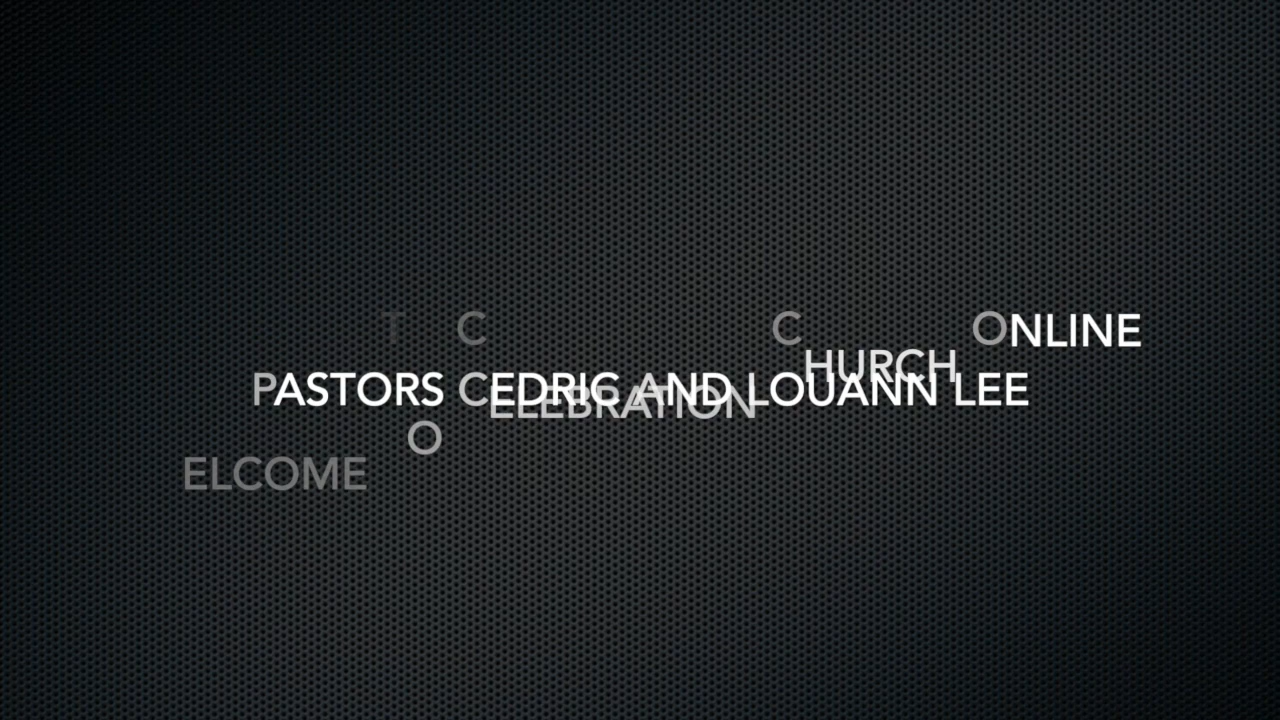 T C C ONLINE
HURCH
PASTORS CEDRIC AND LOUANN LEE
ELEBRATION
O
ELCOME